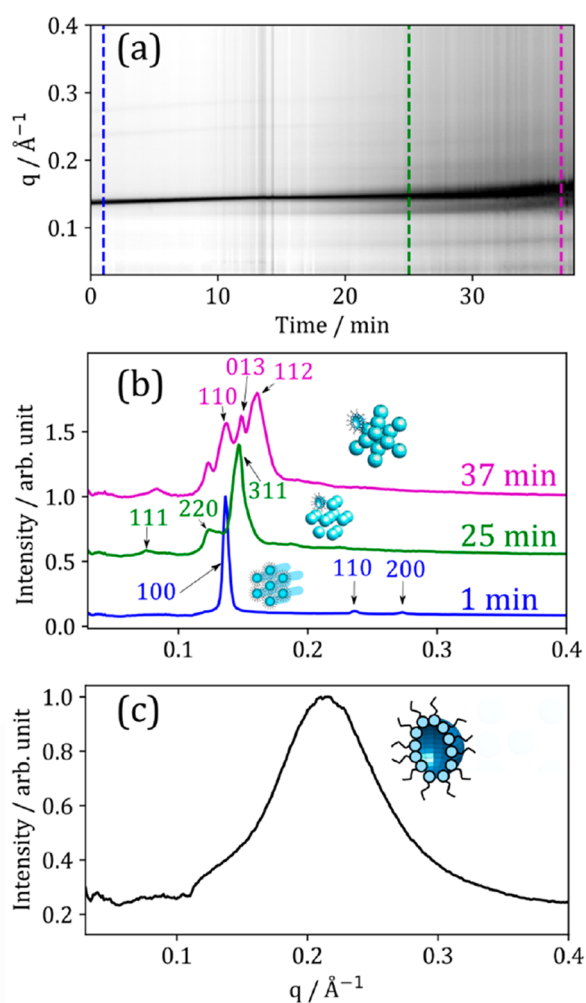 (a)
q / Å⁻¹
0.4
0.3
0.2
0.1
0 10 20 30
Time / min
(b)
Intensity / arb. unit
1.5
1.0
0.5
0.0
013
110
112
37 min
311
111
220
25 min
100
110
200
1 min
0.1 0.2 0.3 0.4
(c)
Intensity / arb. unit
1.0
0.8
0.6
0.4
0.2
0.1 0.2 0.3 0.4
q / Å⁻¹